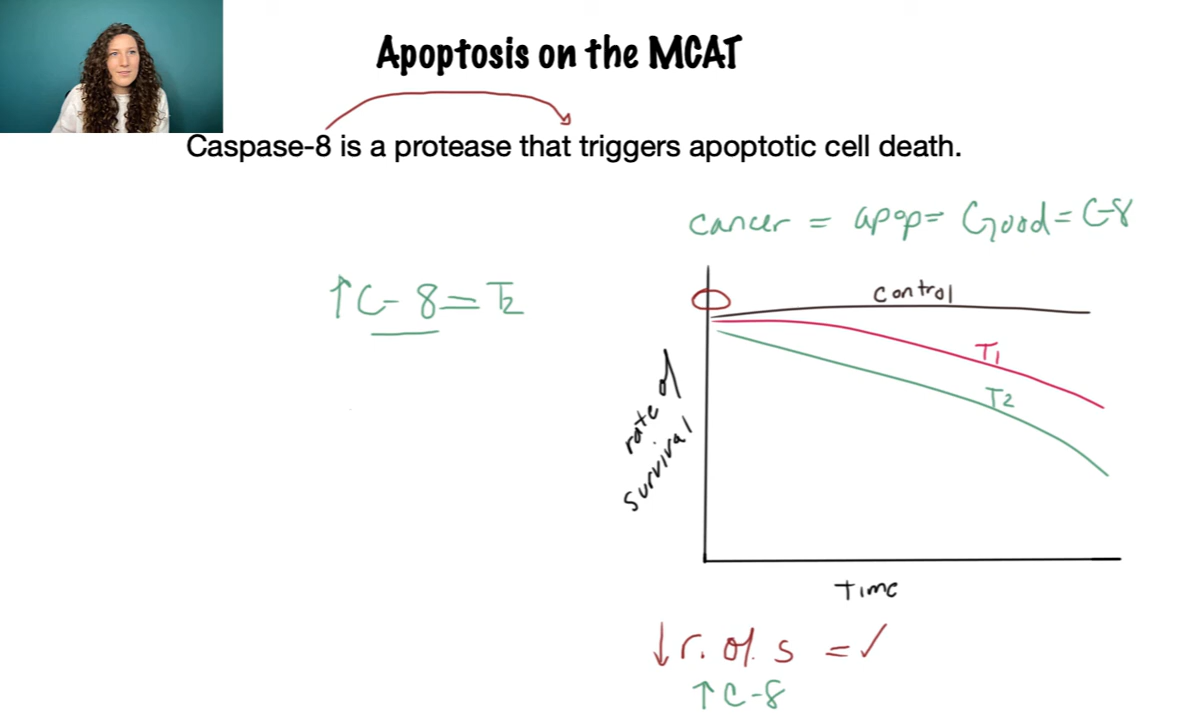 Apoptosis on the MCAT
Caspase-8 is a protease that triggers apoptotic cell death.
cancer = apop = Good = C-8
↑C-8 = T2
control
T1
T2
rate of
survival
Time
↓ r. of. s = ✓
↑ C-8